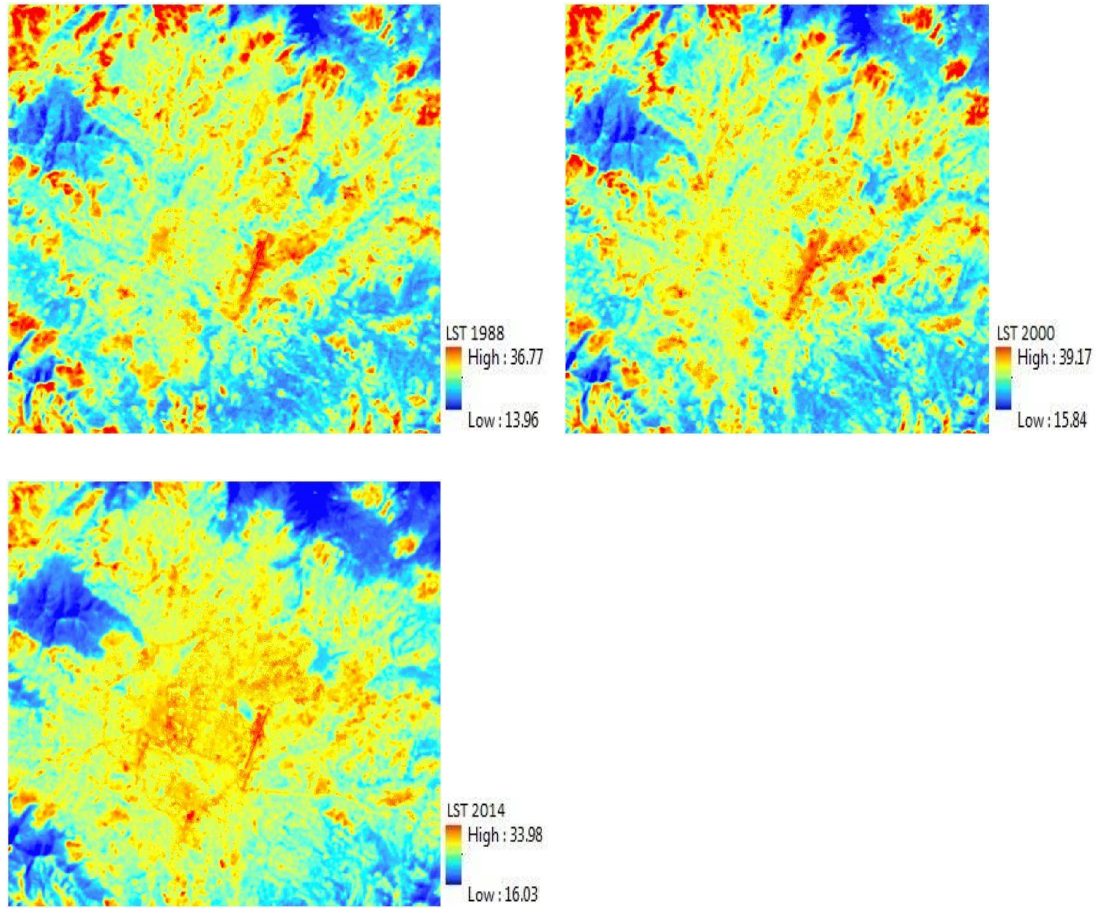 LST 1988
High : 36.77
Low : 13.96
LST 2000
High : 39.17
Low : 15.84
LST 2014
High : 33.98
Low : 16.03